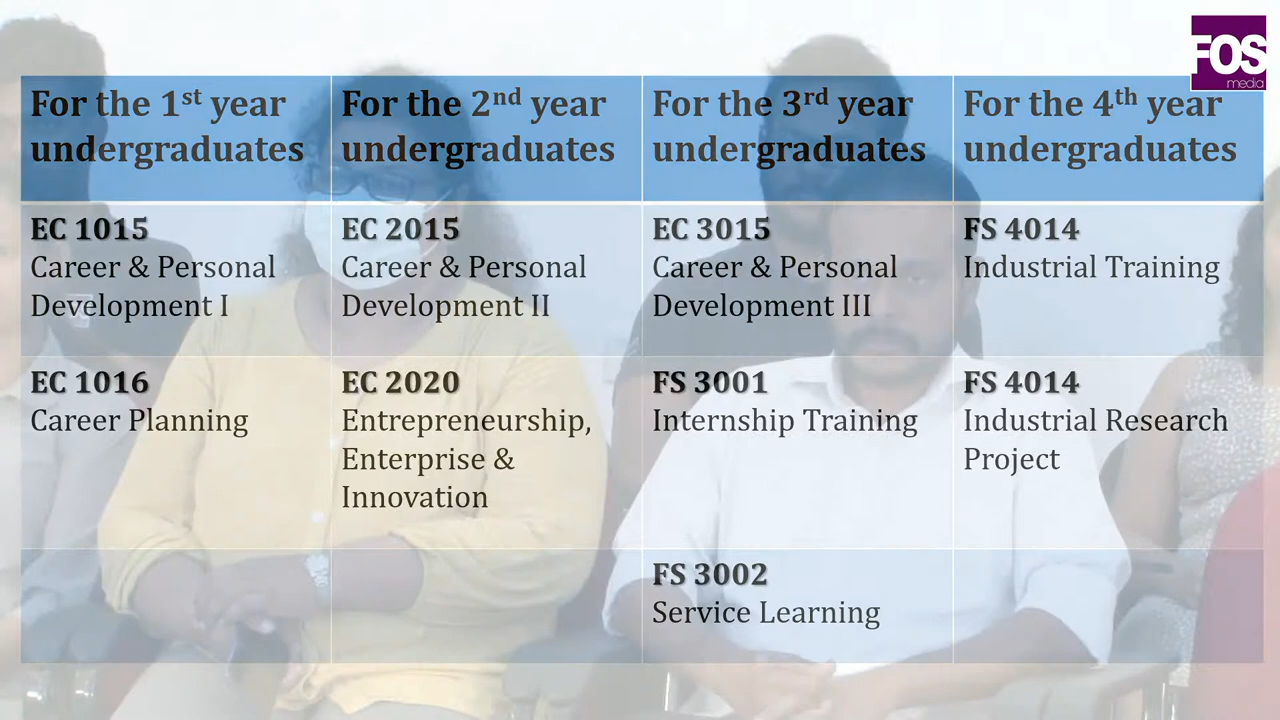 FOS
media
For the 1st year
undergraduates
For the 2nd year
undergraduates
For the 3rd year
undergraduates
For the 4th year
undergraduates
EC 1015
Career & Personal
Development I
EC 2015
Career & Personal
Development II
EC 3015
Career & Personal
Development III
FS 4014
Industrial Training
EC 1016
Career Planning
EC 2020
Entrepreneurship,
Enterprise &
Innovation
FS 3001
Internship Training
FS 4014
Industrial Research
Project
FS 3002
Service Learning